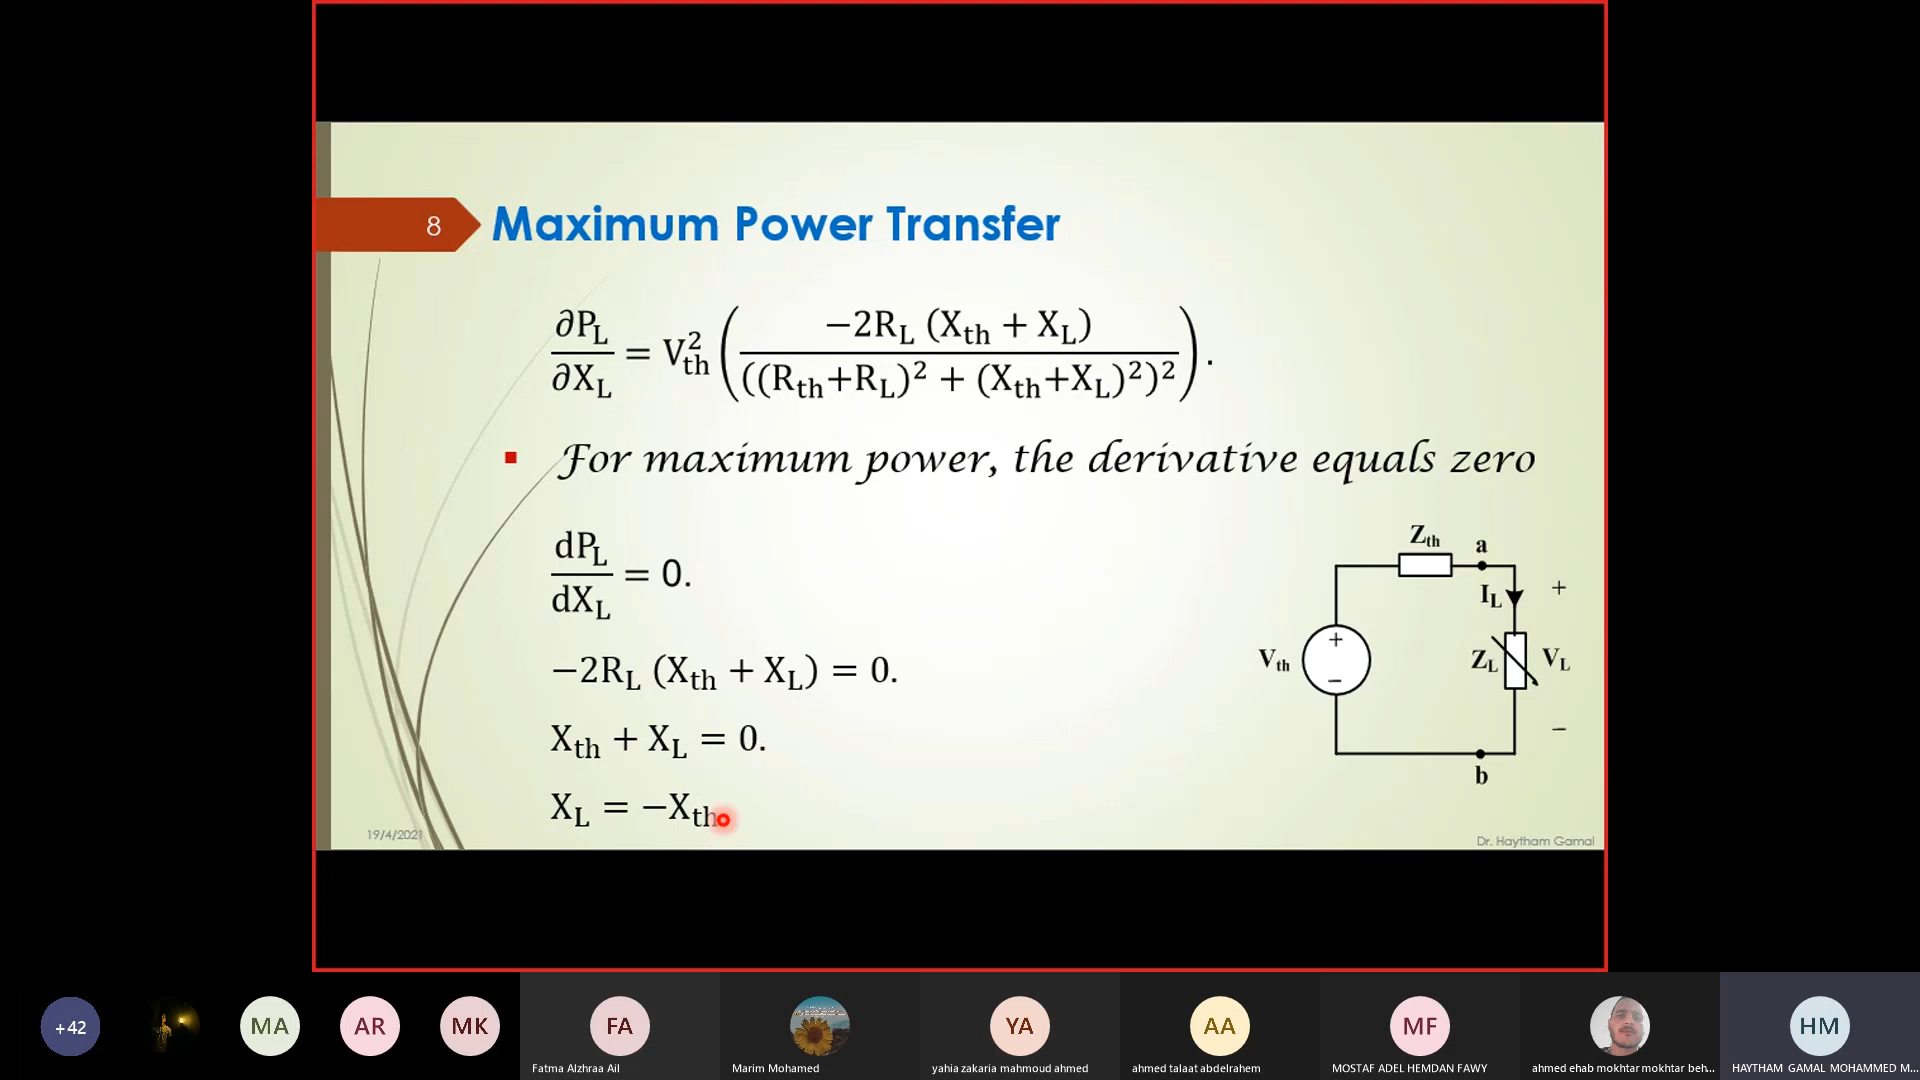 8
Maximum Power Transfer
∂P_L/∂X_L = V_th^2 (−2R_L (X_th + X_L) / ((R_th+R_L)^2 + (X_th+X_L)^2)^2).
▪ For maximum power, the derivative equals zero
dP_L/dX_L = 0.
−2R_L (X_th + X_L) = 0.
X_th + X_L = 0.
X_L = −X_th
Z_th
a
I_L
+
V_th
+
−
Z_L
V_L
−
b
19/4/2021
Dr. Haytham Gamal
+42
MA
AR
MK
FA
YA
AA
MF
HM
Fatma Alzhraa Ail
Marim Mohamed
yahia zakaria mahmoud ahmed
ahmed talaat abdelrahem
MOSTAF ADEL HEMDAN FAWY
ahmed ehab mokhtar mokhtar beh...
HAYTHAM GAMAL MOHAMMED M...